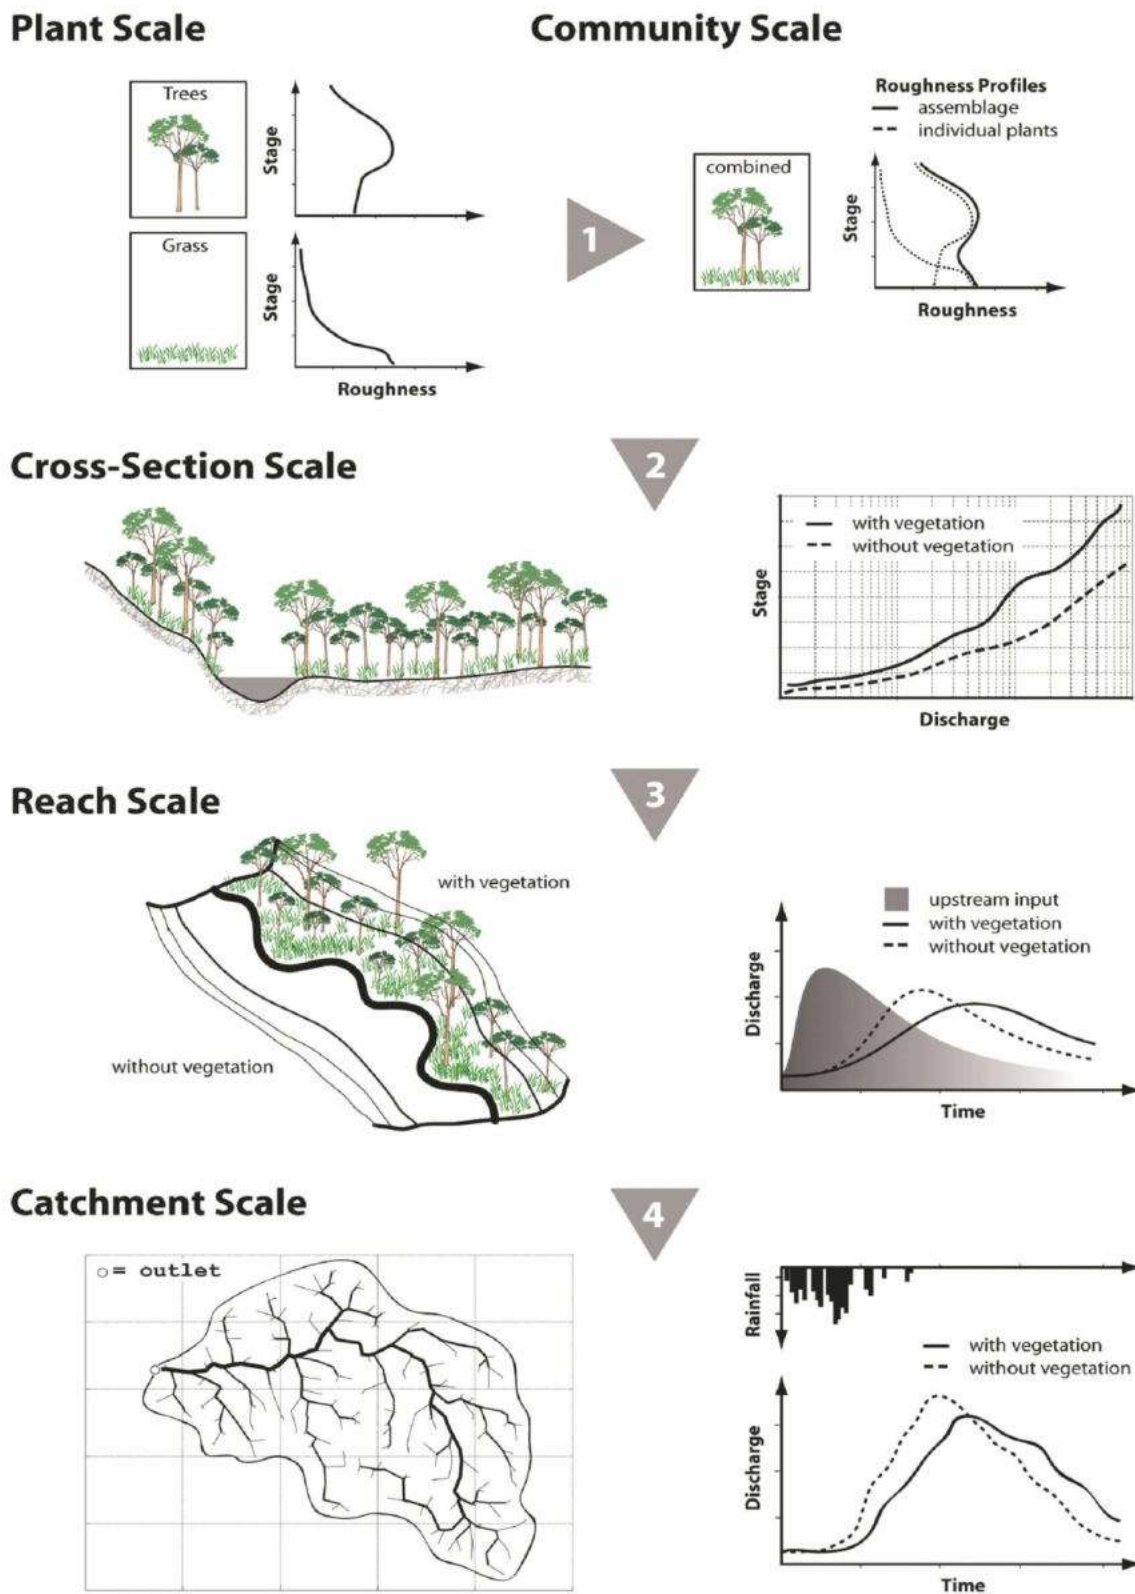 Plant Scale
Community Scale
Trees
Stage
Grass
Stage
Roughness
1
Roughness Profiles
assemblage
individual plants
combined
Stage
Roughness
Cross-Section Scale
2
with vegetation
without vegetation
Stage
Discharge
Reach Scale
3
with vegetation
without vegetation
upstream input
with vegetation
without vegetation
Discharge
Time
Catchment Scale
4
= outlet
Rainfall
with vegetation
without vegetation
Discharge
Time